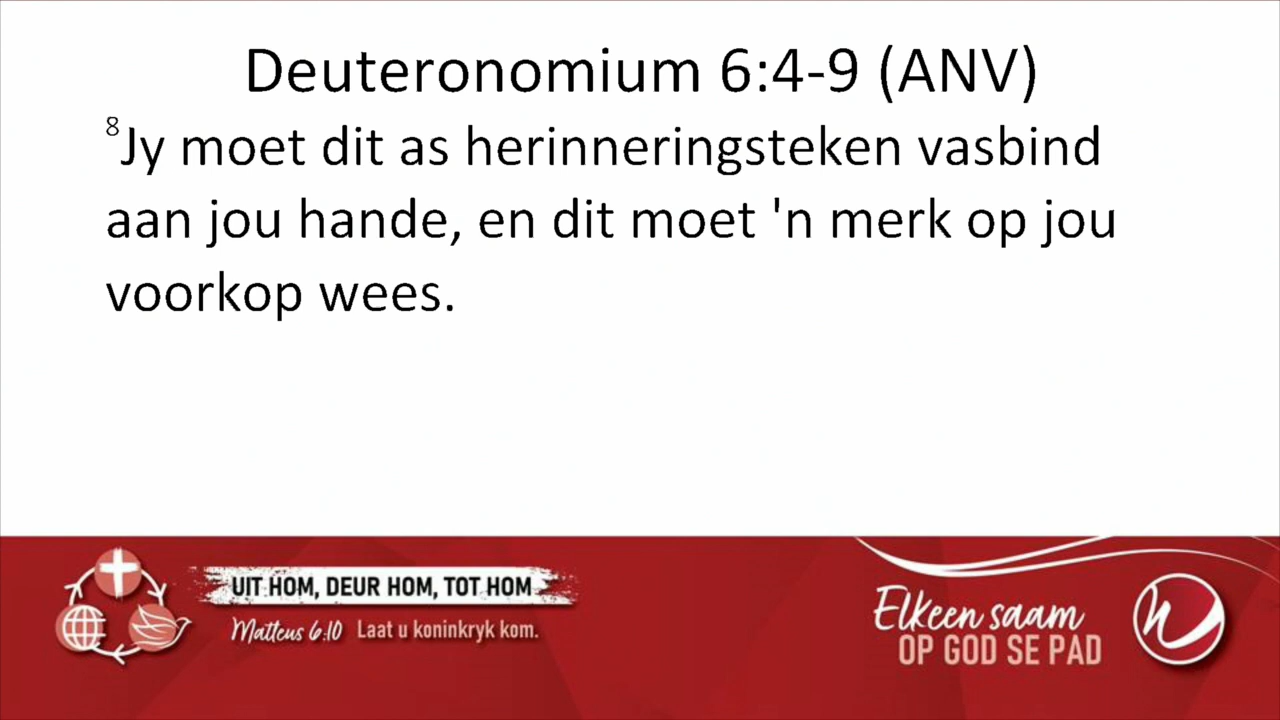 Deuteronomium 6:4-9 (ANV)
8Jy moet dit as herinneringsteken vasbind
aan jou hande, en dit moet 'n merk op jou
voorkop wees.
UIT HOM, DEUR HOM, TOT HOM
Matteus 6:10 Laat u koninkryk kom.
Elkeen saam
OP GOD SE PAD